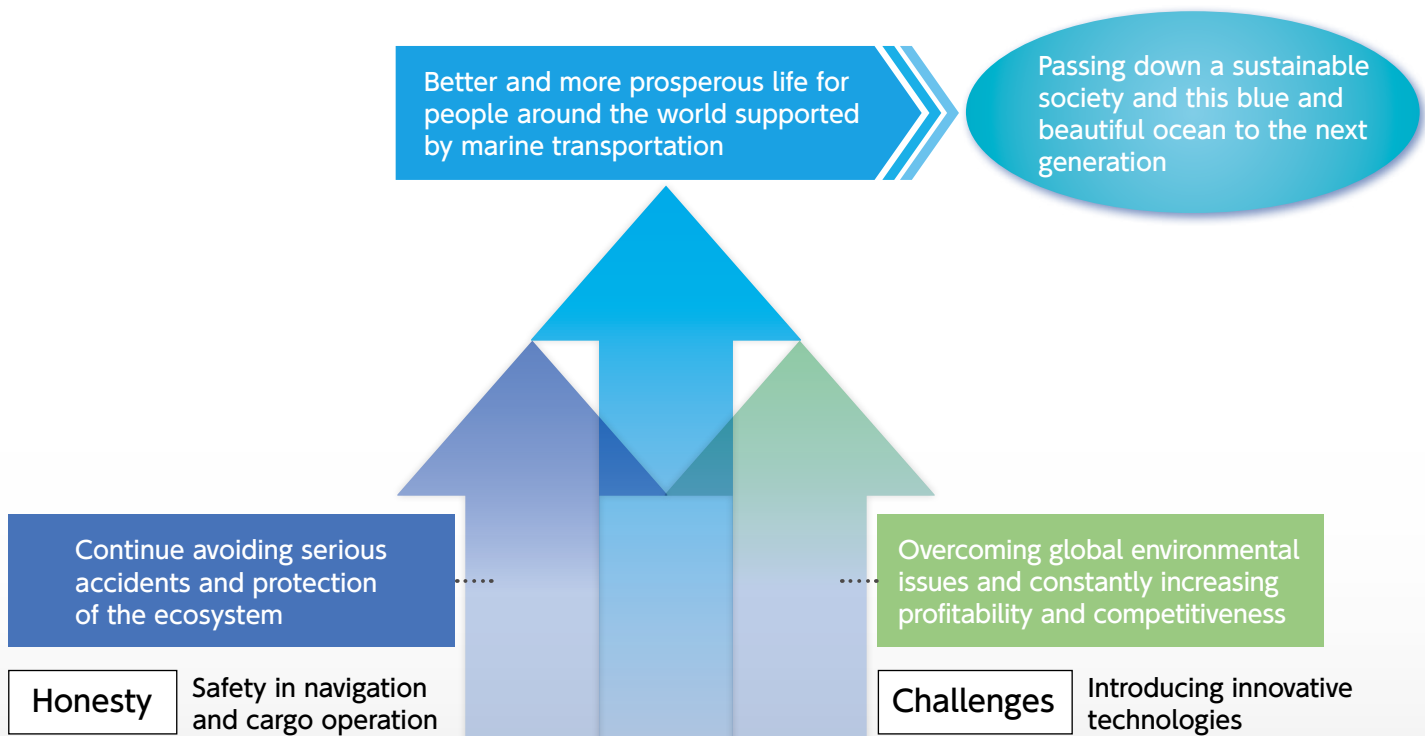 Better and more prosperous life for
people around the world supported
by marine transportation
Passing down a sustainable
society and this blue and
beautiful ocean to the next
generation
Continue avoiding serious
accidents and protection
of the ecosystem
Overcoming global environmental
issues and constantly increasing
profitability and competitiveness
Honesty
Safety in navigation
and cargo operation
Challenges
Introducing innovative
technologies